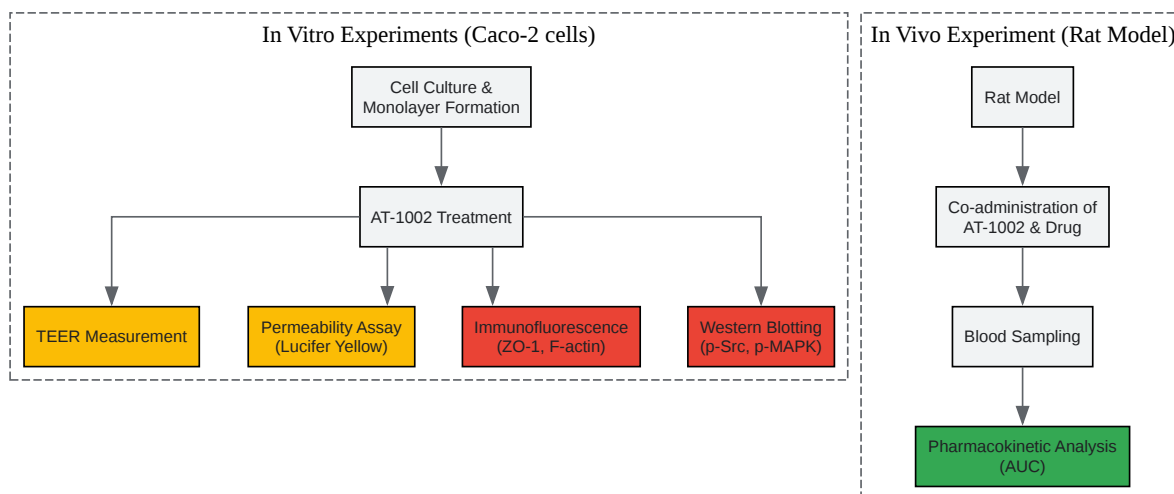 In Vitro Experiments (Caco-2 cells)
Cell Culture &
Monolayer Formation
AT-1002 Treatment
TEER Measurement
Permeability Assay
(Lucifer Yellow)
Immunofluorescence
(ZO-1, F-actin)
Western Blotting
(p-Src, p-MAPK)
In Vivo Experiment (Rat Model)
Rat Model
Co-administration of
AT-1002 & Drug
Blood Sampling
Pharmacokinetic Analysis
(AUC)